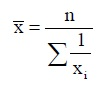 x̅ = n / ∑ 1/xᵢ